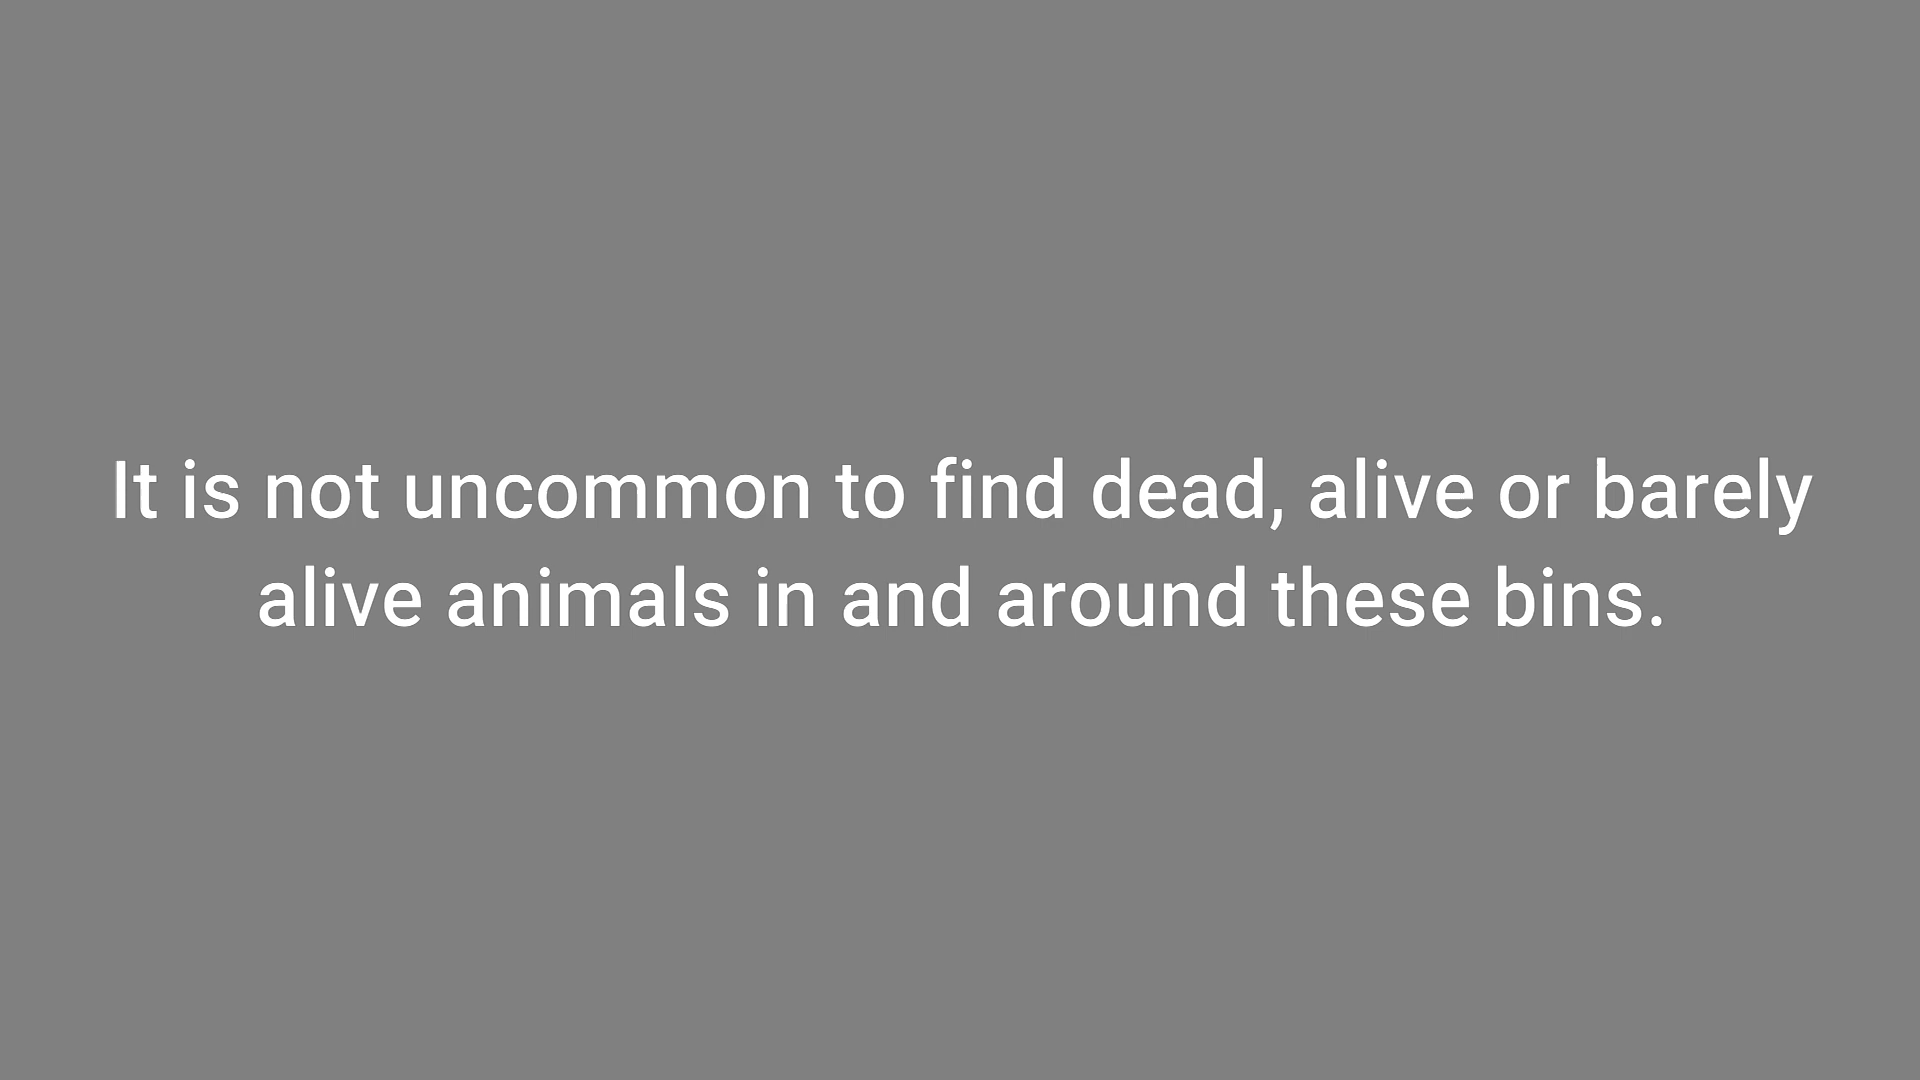 It is not uncommon to find dead, alive or barely
alive animals in and around these bins.